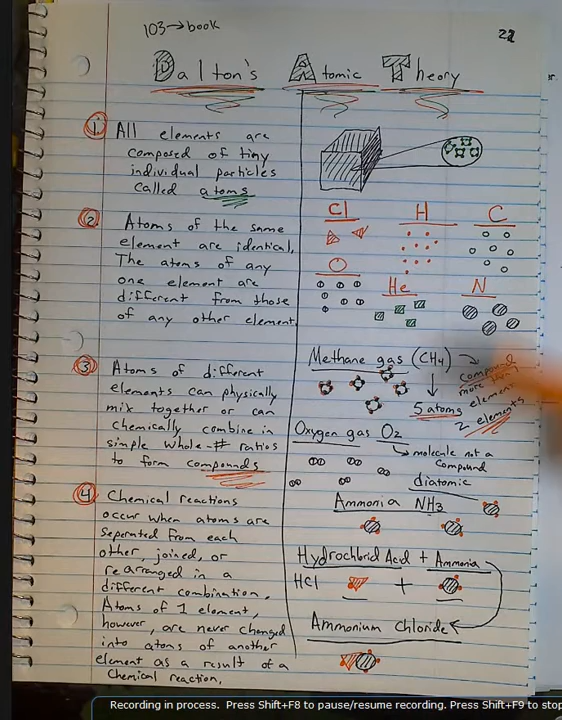 103→book
22
Dalton's Atomic Theory
① All elements are
composed of tiny
individual particles
called atoms
② Atoms of the same
element are identical.
The atoms of any
one element are
different from those
of any other element.
③ Atoms of different
elements can physically
mix together or can
chemically combine in
simple whole-# ratios
to form compounds
④ Chemical reactions
occur when atoms are
seperated from each
other, joined, or
rearranged in a
different combination.
Atoms of 1 element,
however, are never changed
into atoms of another
element as a result of a
Chemical reaction.
Cl H C
O He N
Methane gas (CH4) →
compound
more than
element
5 atoms
2 elements
Oxygen gas O2
→ molecule not a
compound
diatomic
Ammonia NH3
Hydrochlorid Acid + Ammonia
HCl +
Ammonium Chloride
Recording in process. Press Shift+F8 to pause/resume recording. Press Shift+F9 to stop